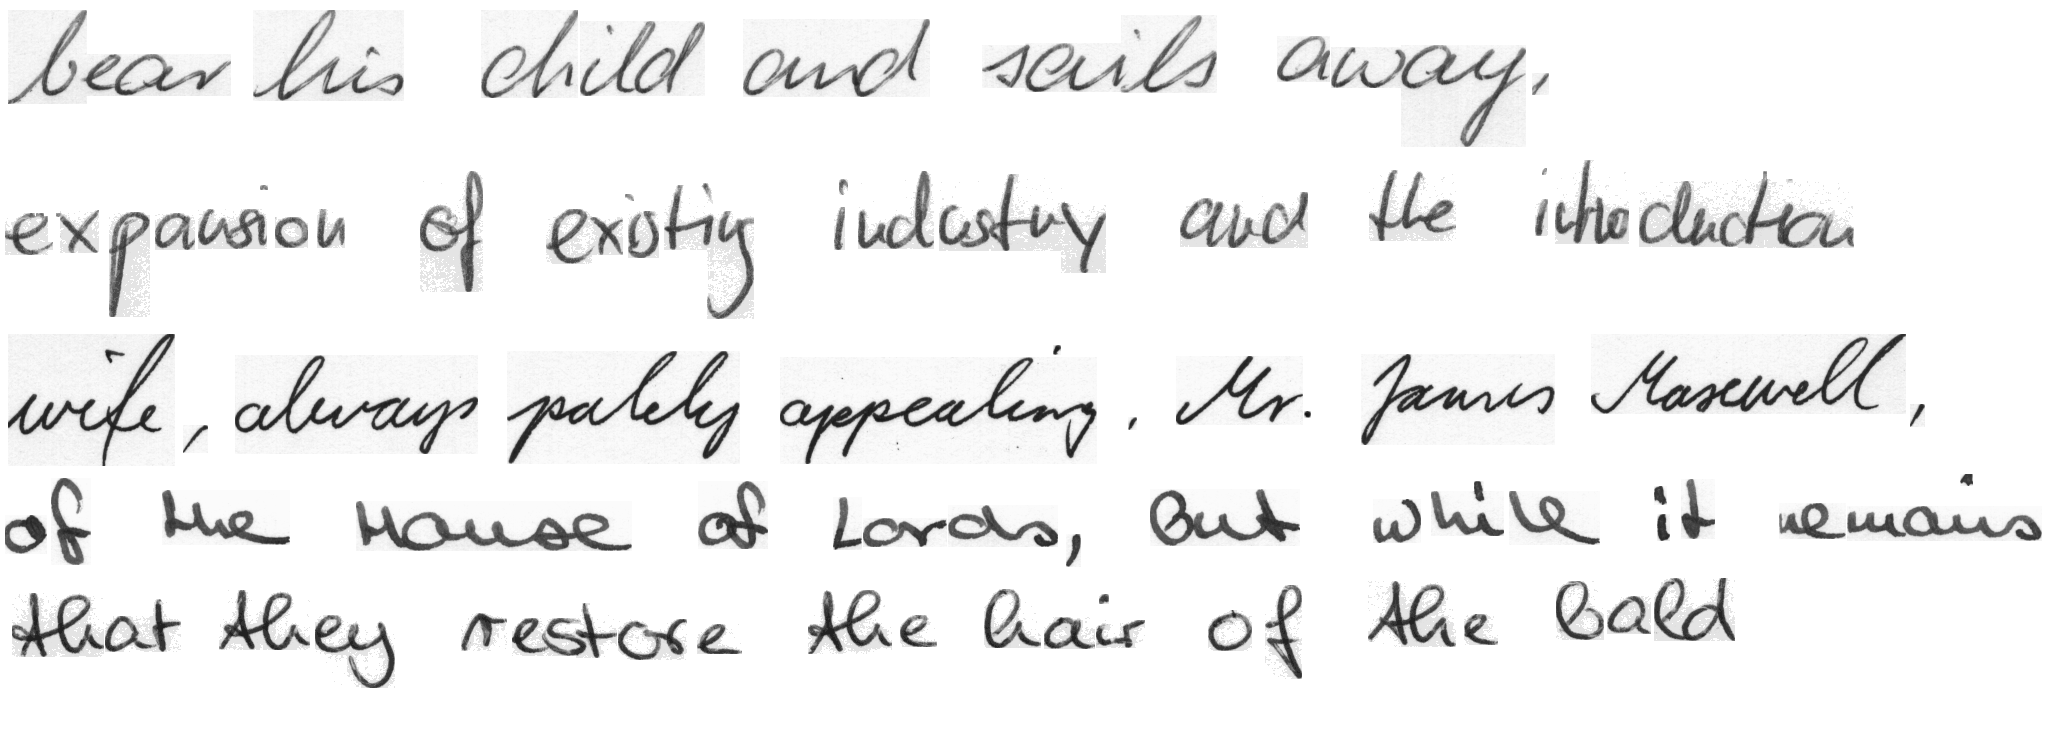 bear his child and sails away.
expansion of existing industry and the introduction
wife, always palely appealing. Mr. James Maxwell,
of the House of Lords, But while it remains
that they restore the hair of the bald